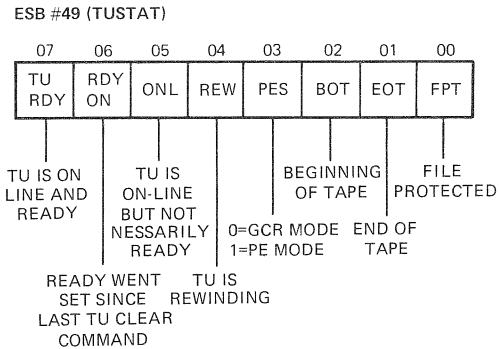 ESB #49 (TUSTAT)
07 06 05 04 03 02 01 00
TU RDY
RDY ON
ONL
REW
PES
BOT
EOT
FPT
TU IS ON
LINE AND
READY
READY WENT
SET SINCE
LAST TU CLEAR
COMMAND
TU IS
ON-LINE
BUT NOT
NESSARILY
READY
TU IS
REWINDING
0=GCR MODE
1=PE MODE
BEGINNING
OF TAPE
END OF
TAPE
FILE
PROTECTED